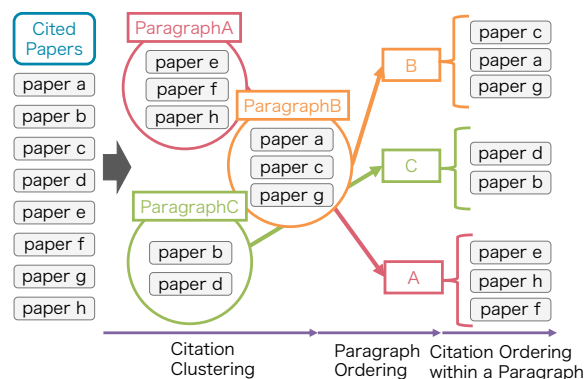 Cited
Papers
paper a
paper b
paper c
paper d
paper e
paper f
paper g
paper h
ParagraphA
paper e
paper f
paper h
ParagraphB
paper a
paper c
paper g
ParagraphC
paper b
paper d
B
paper c
paper a
paper g
C
paper d
paper b
A
paper e
paper h
paper f
Citation
Clustering
Paragraph
Ordering
Citation Ordering
within a Paragraph